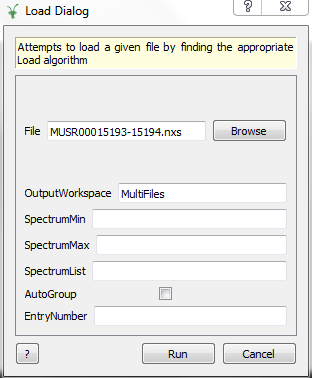 Load Dialog
?
Attempts to load a given file by finding the appropriate
Load algorithm
File MUSR00015193-15194.nxs Browse
OutputWorkspace MultiFiles
SpectrumMin
SpectrumMax
SpectrumList
AutoGroup
EntryNumber
? Run Cancel